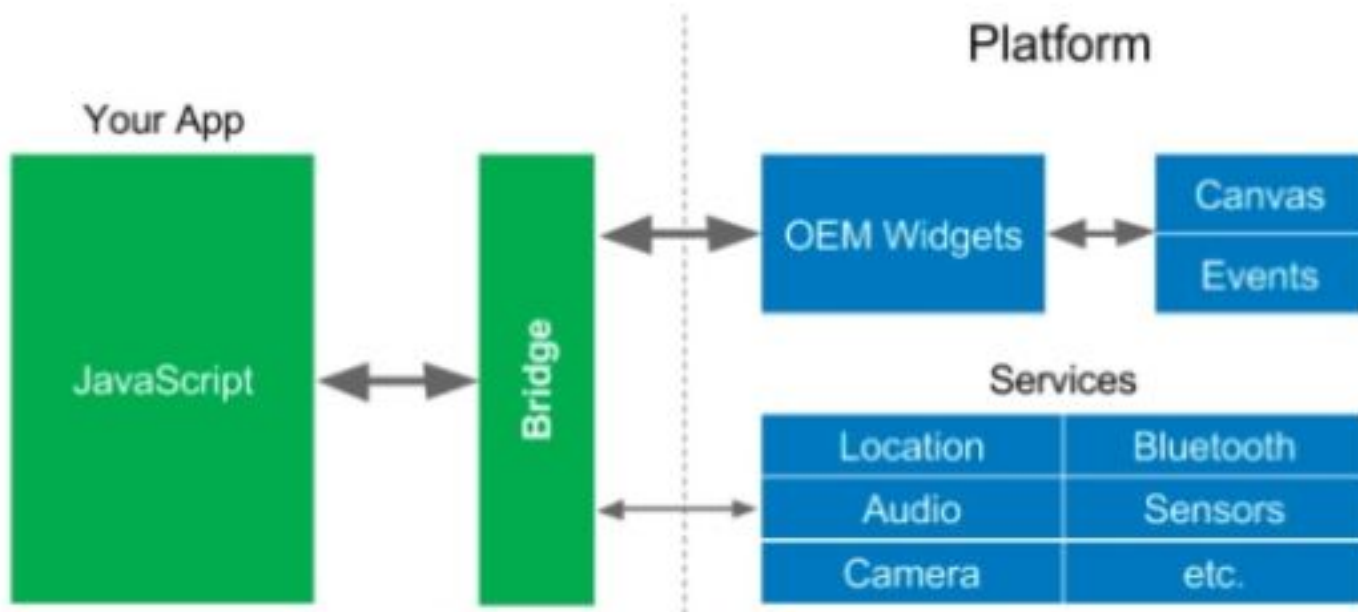 Platform
Your App
JavaScript
Bridge
OEM Widgets
Canvas
Events
Services
Location
Bluetooth
Audio
Sensors
Camera
etc.